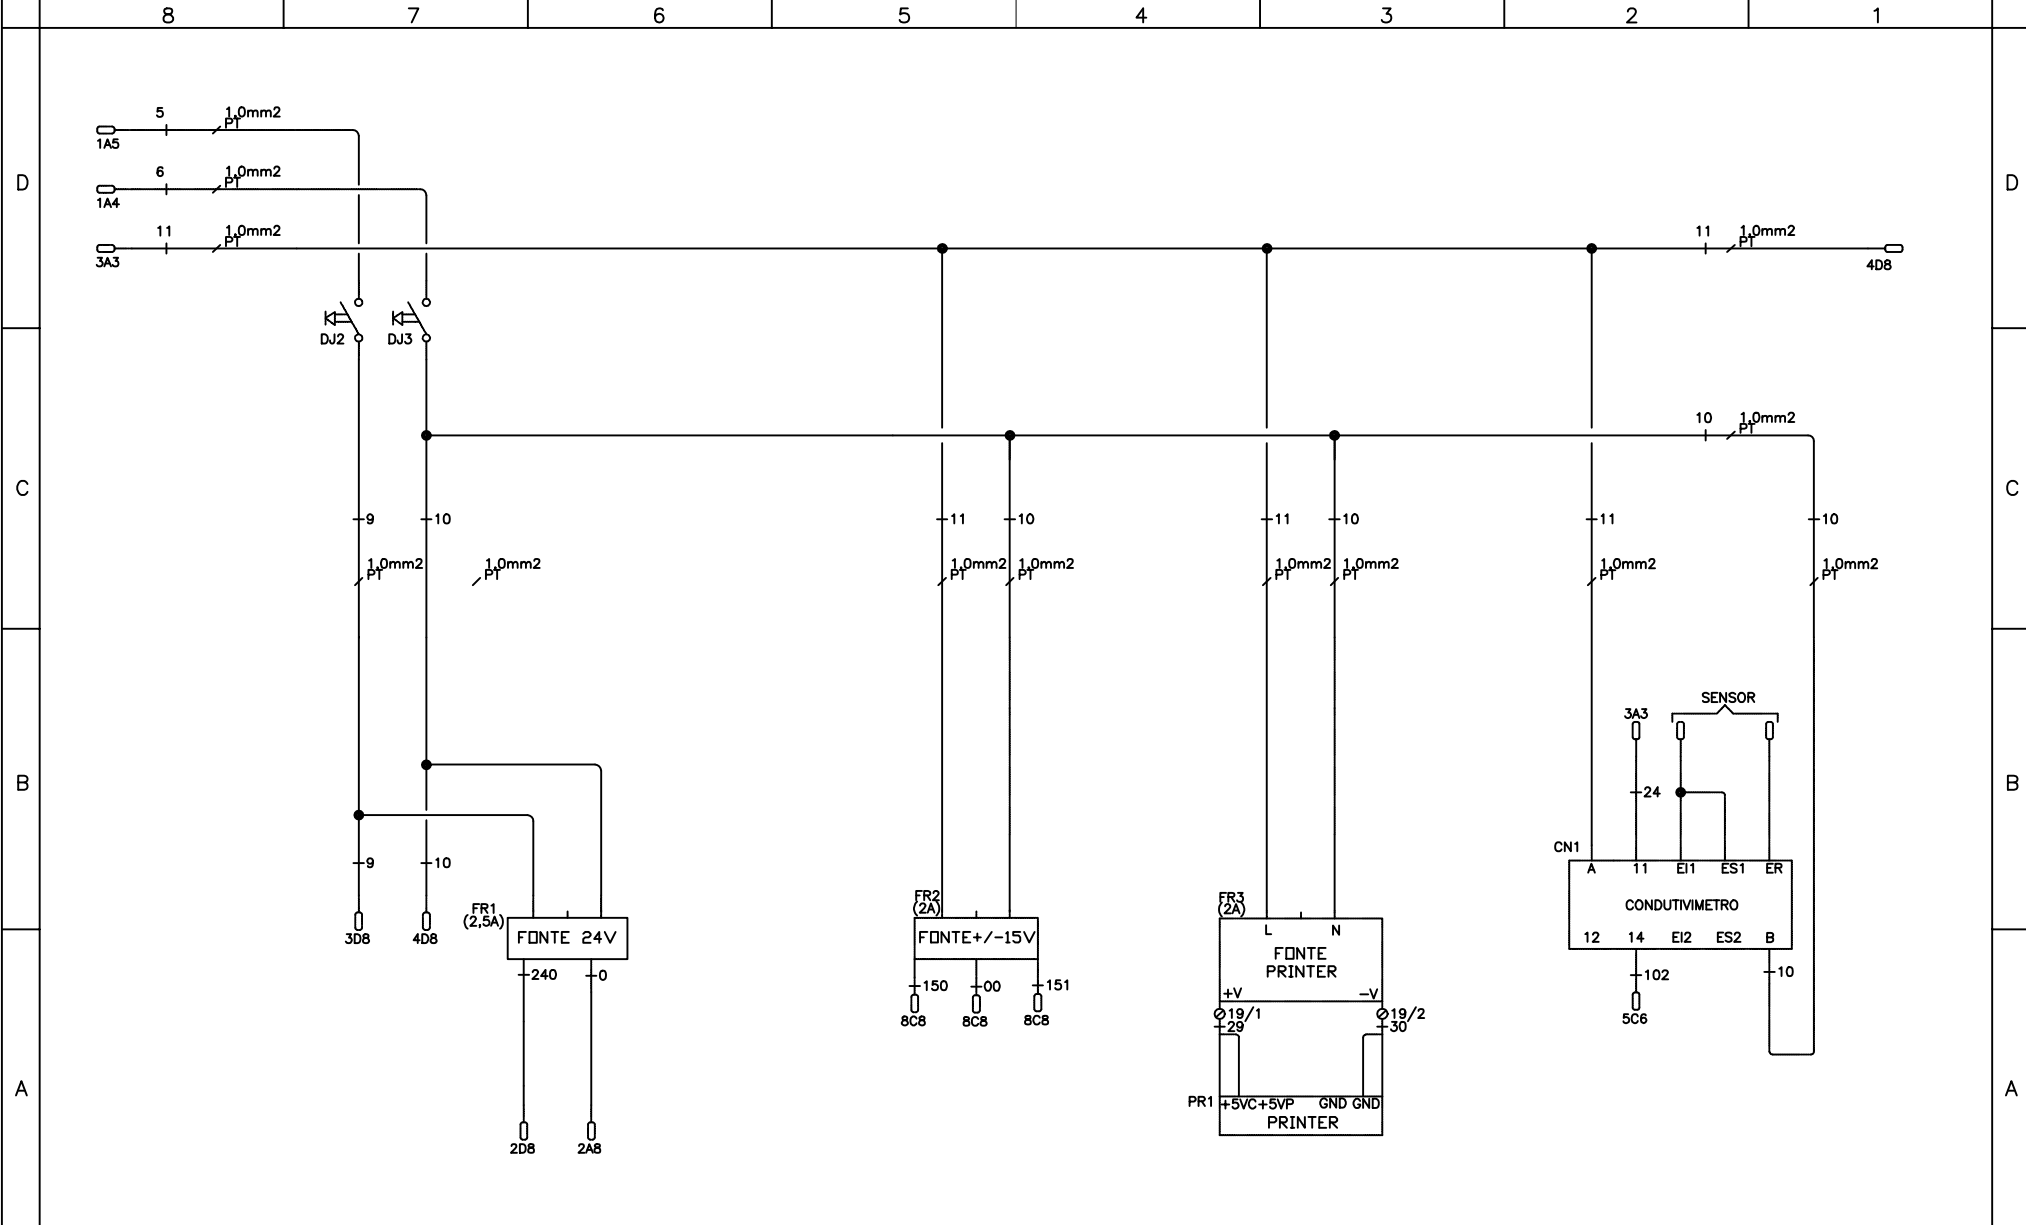 8 7 6 5 4 3 2 1
5 1.0mm2
PT
1A5
D D
6 1.0mm2
PT
1A4
11 1.0mm2 11 1.0mm2
PT PT
3A3 4D8
DJ2 DJ3
10 1.0mm2
PT
C C
9 10 11 10 11 10 11 10
1.0mm2 1.0mm2 1.0mm2 1.0mm2 1.0mm2 1.0mm2 1.0mm2 1.0mm2
PT PT PT PT PT PT PT PT
SENSOR
3A3
B B
24
CN1
9 10
A 11 EI1 ES1 ER
FR1 FR2 FR3
(2,5A) (2A) (2A)
CONDUTIVIMETRO
3D8 4D8 FONTE 24V FONTE+/-15V L N 12 14 EI2 ES2 B
FONTE
PRINTER
240 0 150 00 151 102 10
+V -V
8C8 8C8 8C8 19/1 19/2 5C6
29 30
A A
PR1 +5VC +5VP GND GND
PRINTER
2D8 2A8